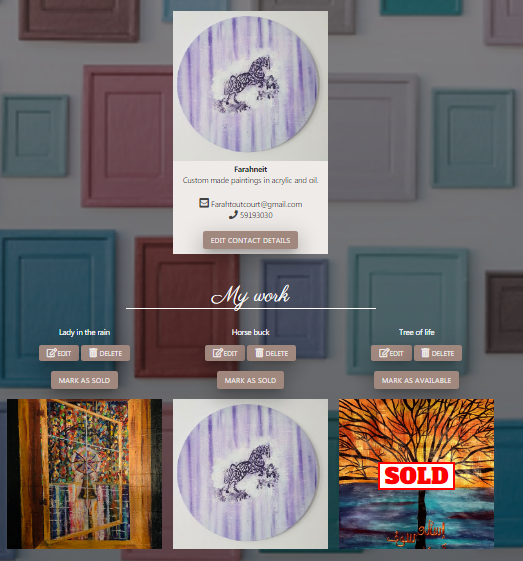 Farahneit
Custom made paintings in acrylic and oil.
Farahtoutcourt@gmail.com
59193030
EDIT CONTACT DETAILS
My work
Lady in the rain
Horse buck
Tree of life
EDIT DELETE
EDIT DELETE
EDIT DELETE
MARK AS SOLD
MARK AS SOLD
MARK AS AVAILABLE
SOLD